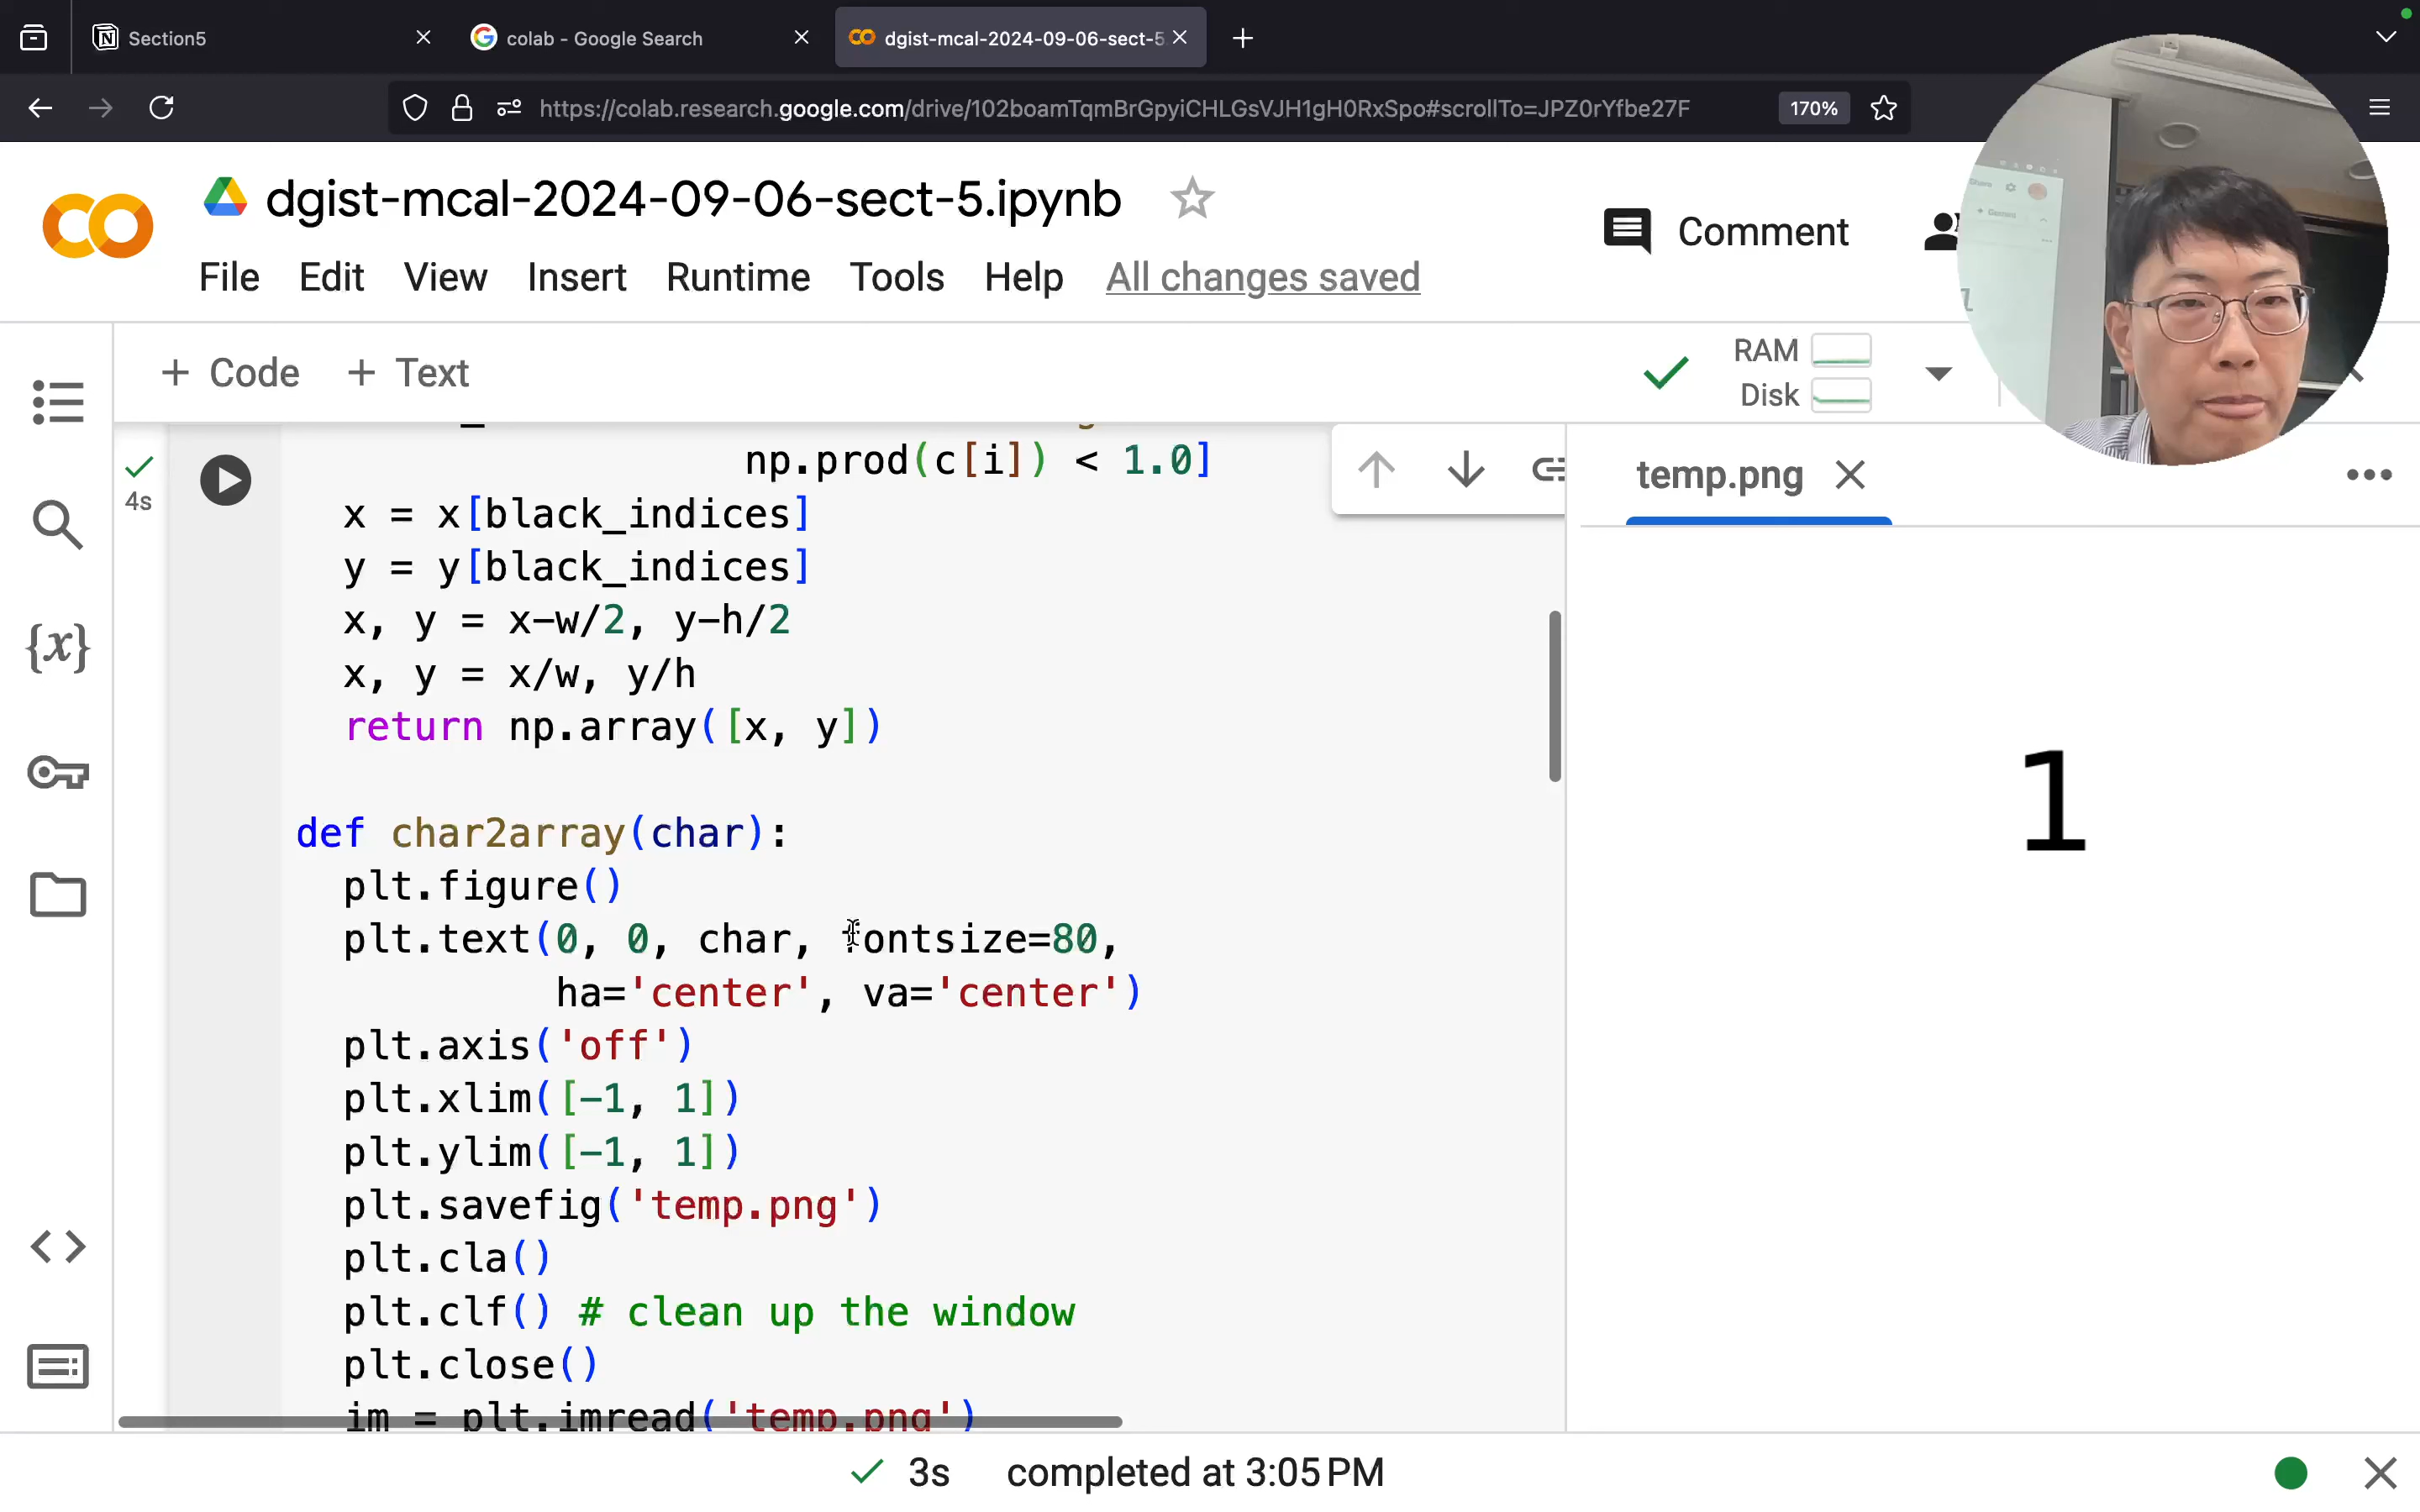 Section5
colab - Google Search
dgist-mcal-2024-09-06-sect-5
https://colab.research.google.com/drive/102boamTqmBrGpyiCHLGsVJH1gH0RxSpo#scrollTo=JPZ0rYfbe27F
170%
dgist-mcal-2024-09-06-sect-5.ipynb
Comment
File Edit View Insert Runtime Tools Help All changes saved
+ Code + Text
RAM
Disk
4s
np.prod(c[i]) < 1.0]
x = x[black_indices]
y = y[black_indices]
x, y = x-w/2, y-h/2
x, y = x/w, y/h
return np.array([x, y])
def char2array(char):
plt.figure()
plt.text(0, 0, char, fontsize=80,
ha='center', va='center')
plt.axis('off')
plt.xlim([-1, 1])
plt.ylim([-1, 1])
plt.savefig('temp.png')
plt.cla()
plt.clf() # clean up the window
plt.close()
im = plt.imread('temp.png')
temp.png
1
3s completed at 3:05 PM